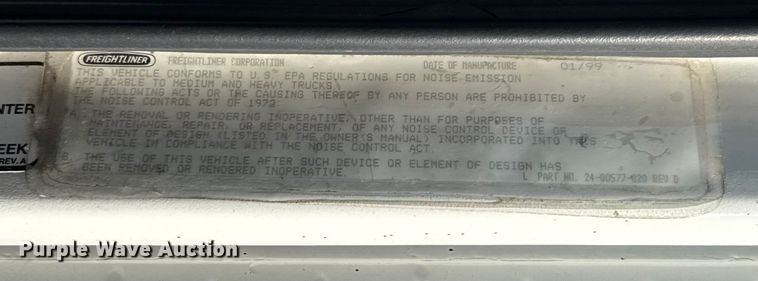 FREIGHTLINER
FREIGHTLINER CORPORATION DATE OF MANUFACTURE 01/99
THIS VEHICLE CONFORMS TO U.S. EPA REGULATIONS FOR NOISE EMISSION
APPLICABLE TO MEDIUM AND HEAVY TRUCKS.
THE FOLLOWING ACTS OR THE CAUSING THEREOF BY ANY PERSON ARE PROHIBITED BY
THE NOISE CONTROL ACT OF 1972
A. THE REMOVAL OR RENDERING INOPERATIVE, OTHER THAN FOR PURPOSES OF
MAINTENANCE, REPAIR, OR REPLACEMENT, OF ANY NOISE CONTROL DEVICE OR
ELEMENT OF DESIGN (LISTED IN THE OWNER'S MANUAL) INCORPORATED INTO THIS
VEHICLE IM COMPLIANCE WITH THE NOISE CONTROL ACT.
B. THE USE OF THIS VEHICLE AFTER SUCH DEVICE OR ELEMENT OF DESIGN HAS
BEEN REMOVED OR RENDERED INOPERATIVE.
L PART NO. 24-00577-020 REV D
NTER
EEK
REV. A
Purple Wave Auction